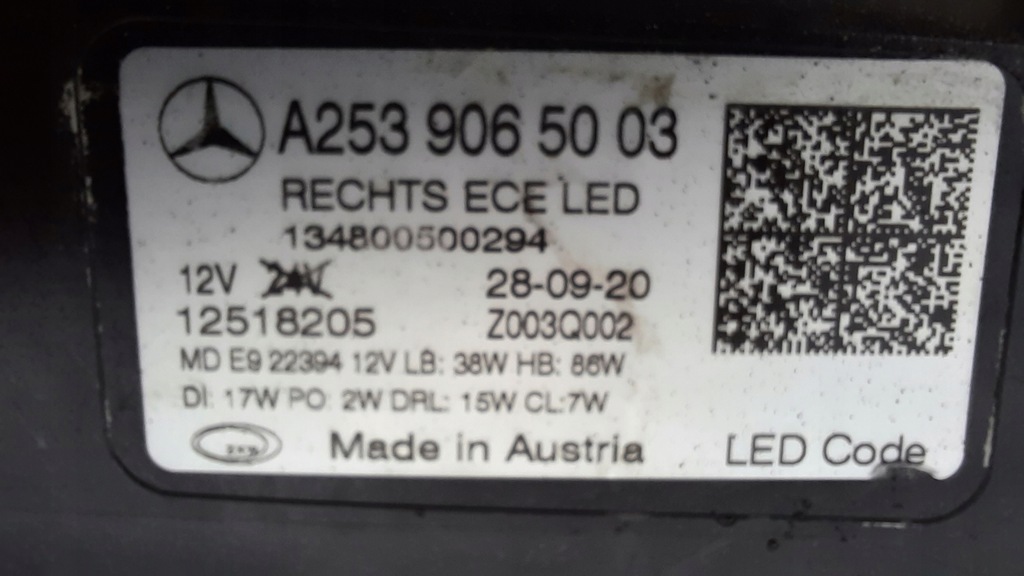 A253 906 50 03
RECHTS ECE LED
134800500294
12V 24V 28-09-20
12518205 Z003Q002
MD E9 22394 12V LB: 38W HB: 86W
DI: 17W PO: 2W DRL: 15W CL:7W
Made in Austria LED Code